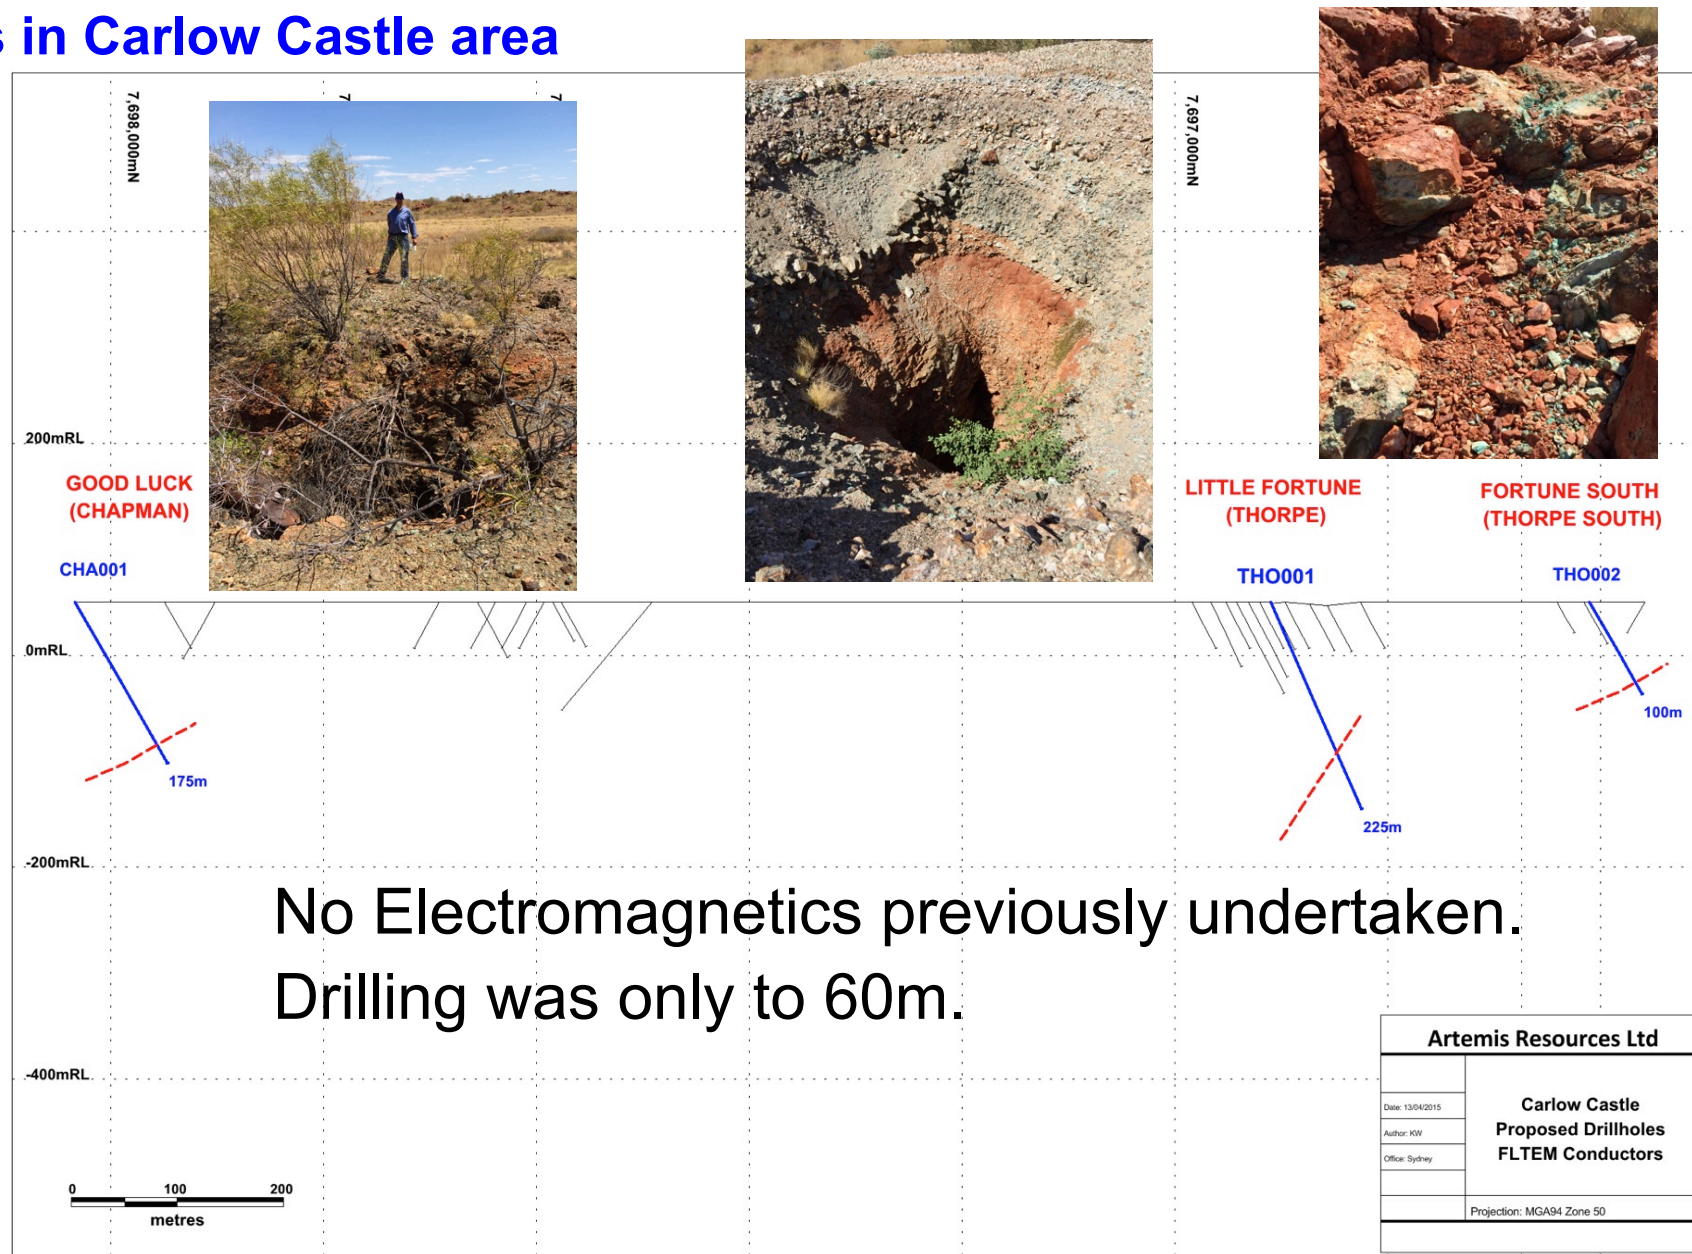 s in Carlow Castle area
7,698,000mN
7
7
7,697,000mN
200mRL
GOOD LUCK
(CHAPMAN)
LITTLE FORTUNE
(THORPE)
FORTUNE SOUTH
(THORPE SOUTH)
CHA001
THO001
THO002
0mRL
100m
175m
225m
-200mRL
No Electromagnetics previously undertaken.
Drilling was only to 60m.
-400mRL
Artemis Resources Ltd
Date: 13/04/2015
Author: KW
Office: Sydney
Carlow Castle
Proposed Drillholes
FLTEM Conductors
Projection: MGA94 Zone 50
0 100 200
metres